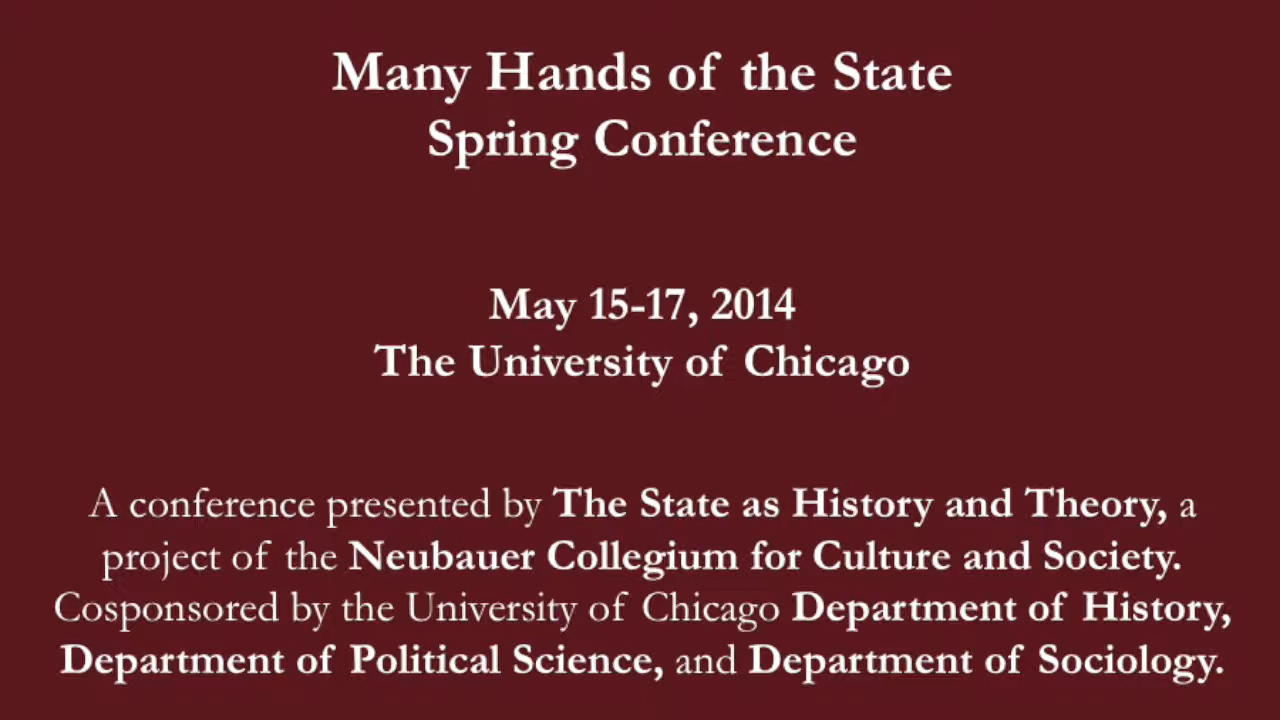 Many Hands of the State
Spring Conference
May 15-17, 2014
The University of Chicago
A conference presented by The State as History and Theory, a
project of the Neubauer Collegium for Culture and Society.
Cosponsored by the University of Chicago Department of History,
Department of Political Science, and Department of Sociology.